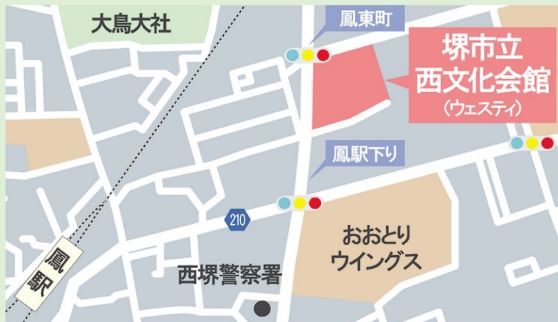 大鳥大社
鳳東町
堺市立
西文化会館
(ウェスティ)
鳳駅下り
210
おおとり
ウイングス
西堺警察署
鳳駅